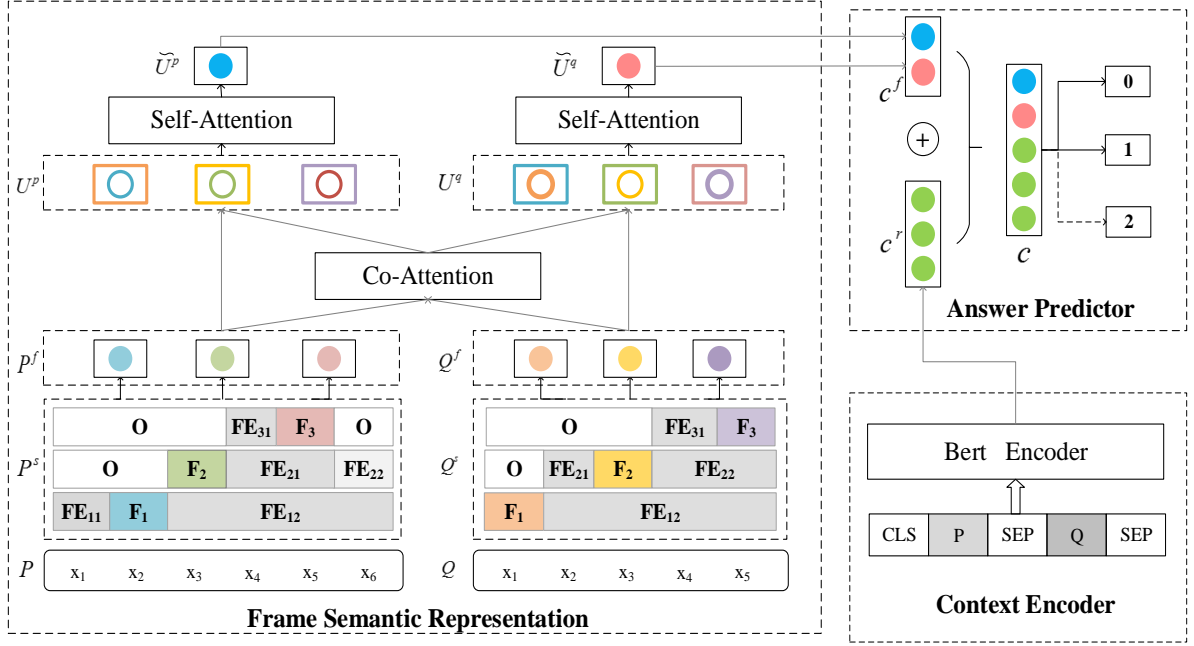 Ũᵖ
Self-Attention
Uᵖ
Ũ^q
Self-Attention
U^q
Co-Attention
P^f
Q^f
P^s
O FE₃₁ F₃ O
O F₂ FE₂₁ FE₂₂
FE₁₁ F₁ FE₁₂
Q^s
O FE₃₁ F₃
O FE₂₁ F₂ FE₂₂
F₁ FE₁₂
P x₁ x₂ x₃ x₄ x₅ x₆
Q x₁ x₂ x₃ x₄ x₅
Frame Semantic Representation
c^f
+
c^r
c
0
1
2
Answer Predictor
Bert Encoder
CLS P SEP Q SEP
Context Encoder